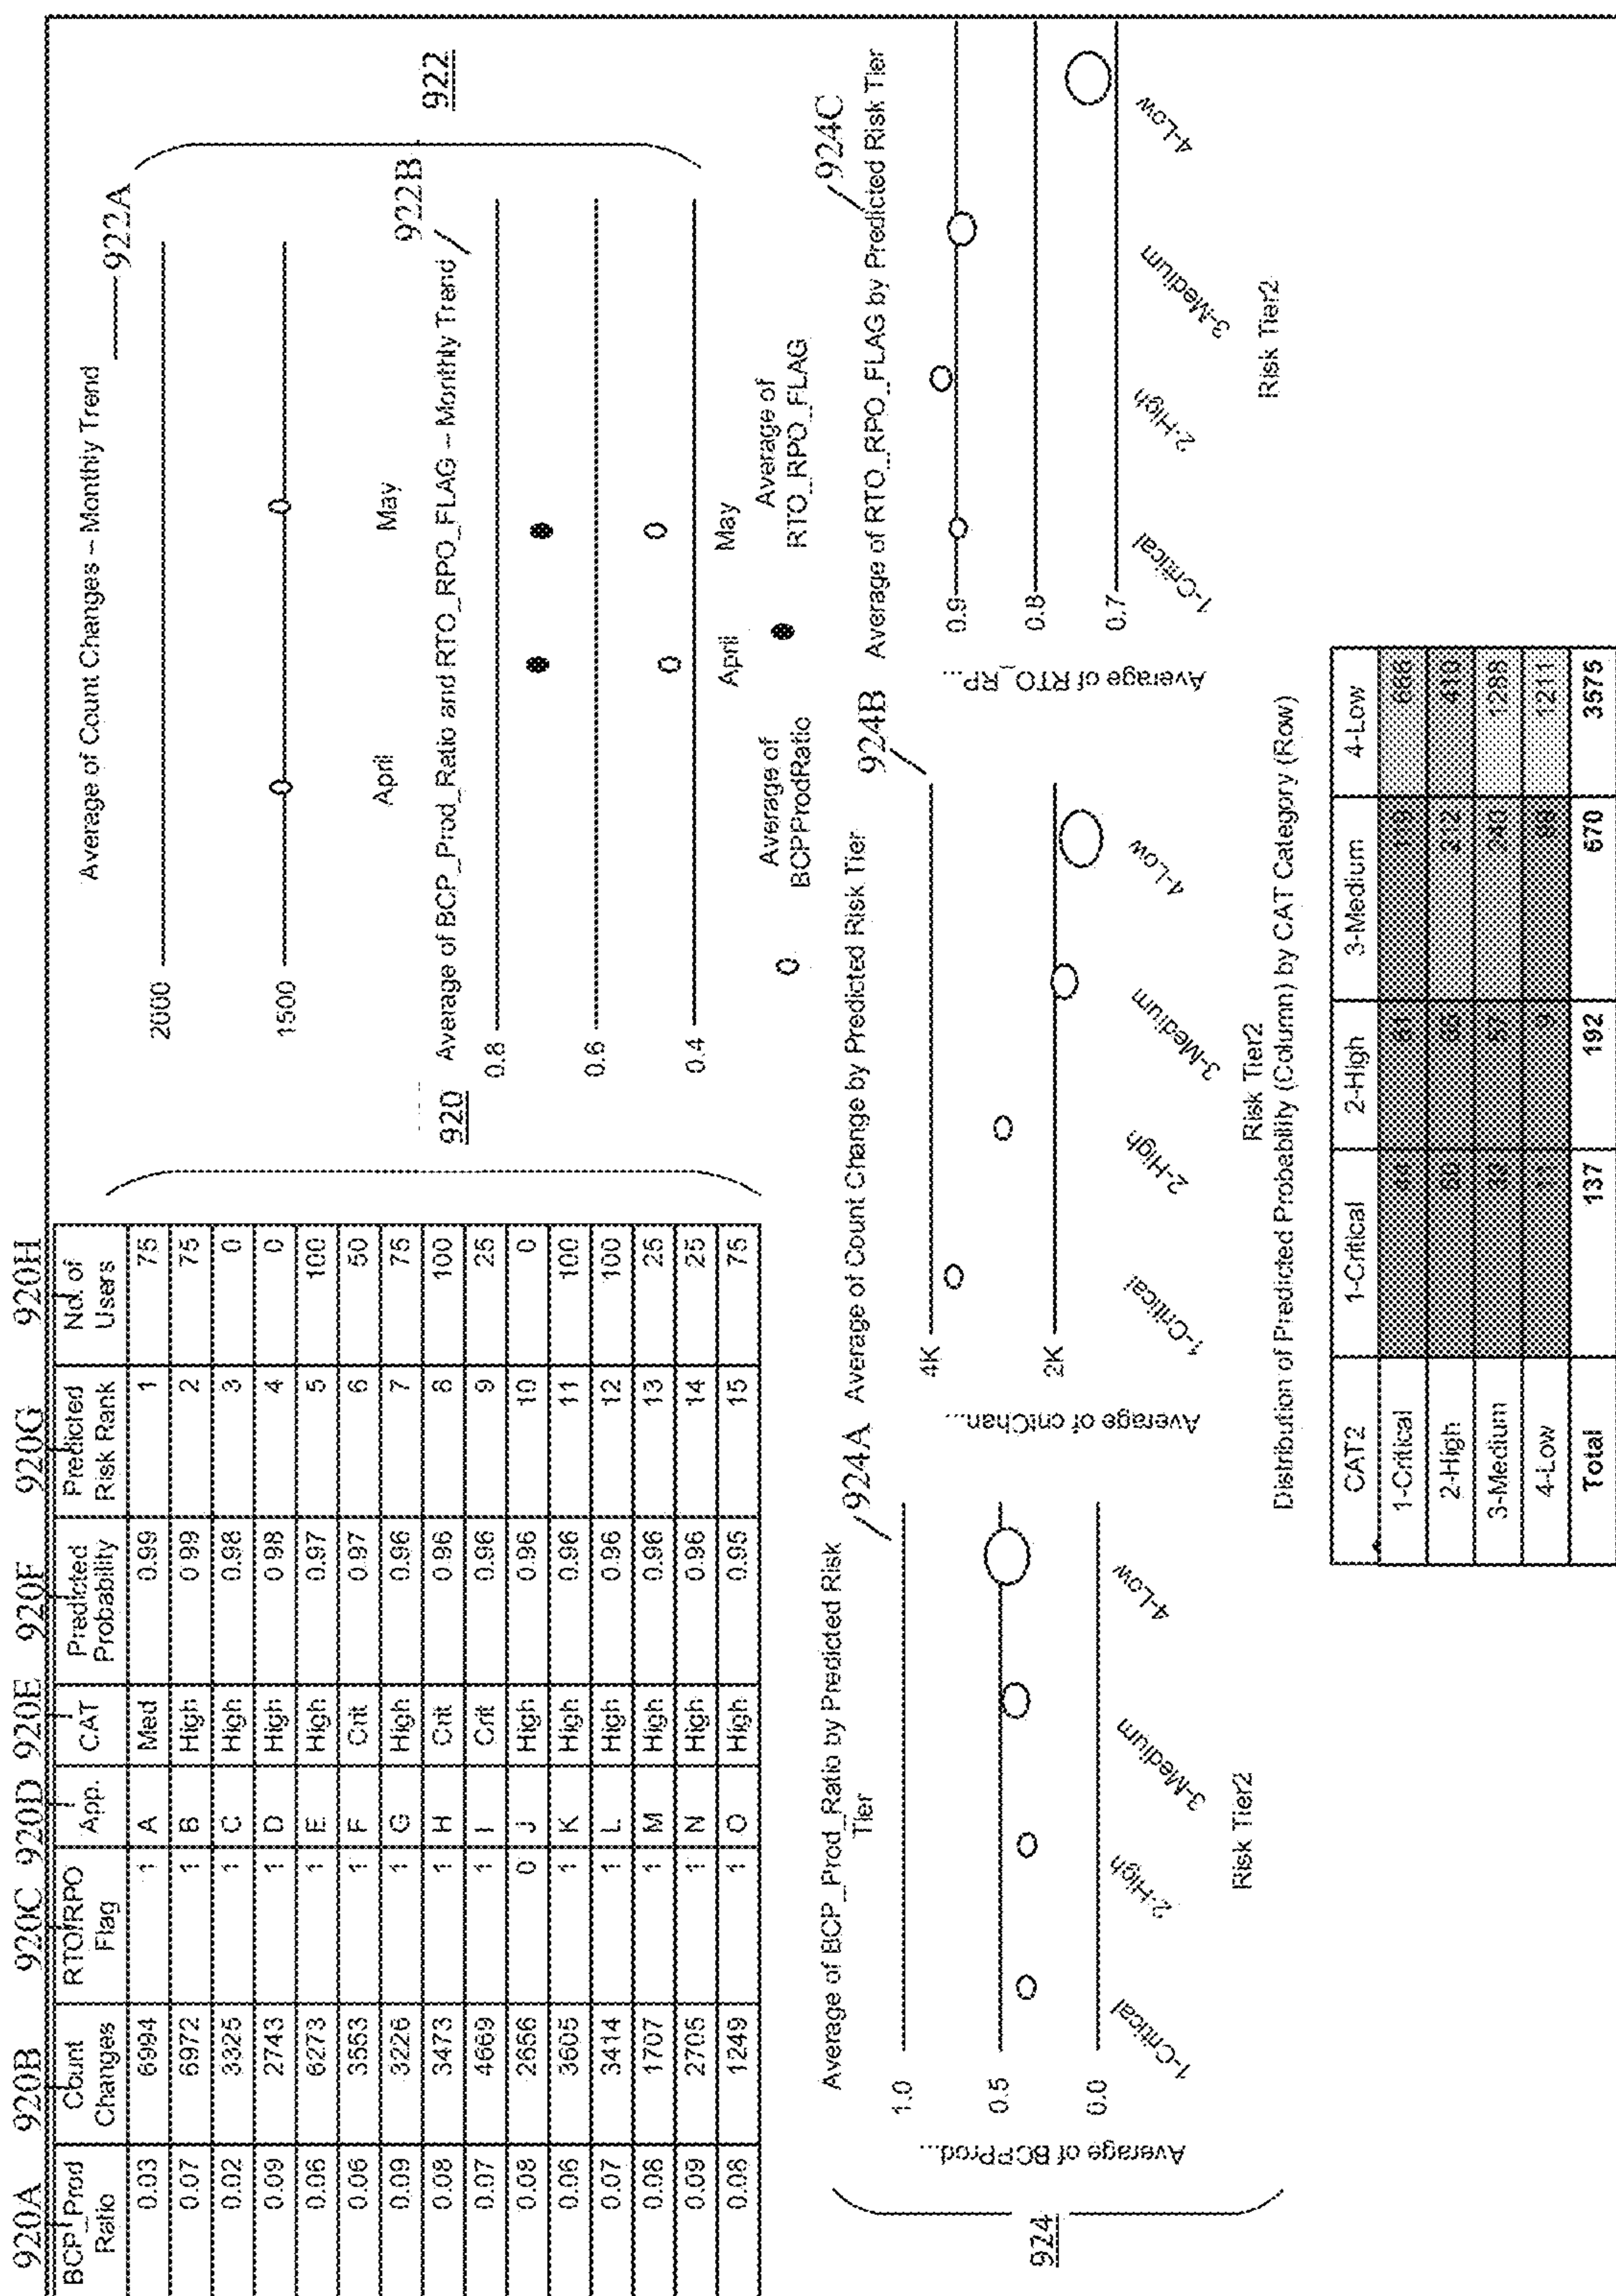 920A 920B 920C 920D 920E 920F 920G 920H
BCP_Prod Ratio Count Changes RTO/RPO Flag App. CAT Predicted Probability Predicted Risk Rank No. of Users
0.03 6994 1 A Med 0.99 1 75
0.07 6972 1 B High 0.99 2 75
0.02 3325 1 C High 0.98 3 0
0.09 2743 1 D High 0.98 4 0
0.06 6273 1 E High 0.97 5 100
0.06 3553 1 F Crit 0.97 6 50
0.09 3226 1 G High 0.96 7 75
0.08 3473 1 H Crit 0.96 8 100
0.07 4669 1 I Crit 0.96 9 25
0.08 2656 0 J High 0.96 10 0
0.06 3605 1 K High 0.96 11 100
0.07 3414 1 L High 0.96 12 100
0.08 1707 1 M High 0.96 13 25
0.09 2705 1 N High 0.96 14 25
0.08 1249 1 O High 0.95 15 75
920
Average of Count Changes – Monthly Trend
922A
2000
1500
April May
922
922B
Average of BCP_Prod_Ratio and RTO_RPO_FLAG – Monthly Trend
0.8
0.6
0.4
April May
Average of BCPProdRatio
Average of RTO_RPO_FLAG
924
924A
Average of BCP_Prod_Ratio by Predicted Risk
Tier
Average of BCPProd...
1.0
0.5
0.0
1-Critical 2-High 3-Medium 4-Low
Risk Tier2
924B
Average of Count Change by Predicted Risk Tier
Average of cntChan...
4K
2K
1-Critical 2-High 3-Medium 4-Low
Risk Tier2
924C
Average of RTO_RPO_FLAG by Predicted Risk Tier
Average of RTO_RP...
0.9
0.8
0.7
1-Critical 2-High 3-Medium 4-Low
Risk Tier2
Distribution of Predicted Probability (Column) by CAT Category (Row)
CAT2 1-Critical 2-High 3-Medium 4-Low
1-Critical
2-High 312 410
3-Medium 240 1288
4-Low 1211
Total 137 192 670 3575